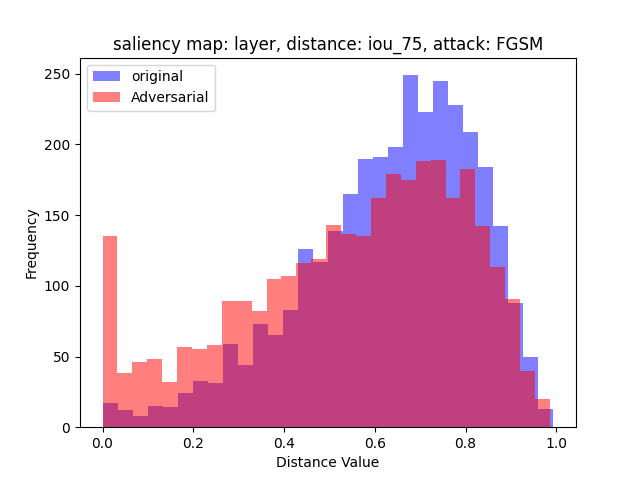 saliency map: layer, distance: iou_75, attack: FGSM
original
Adversarial
250
200
150
100
50
0
Frequency
0.0 0.2 0.4 0.6 0.8 1.0
Distance Value